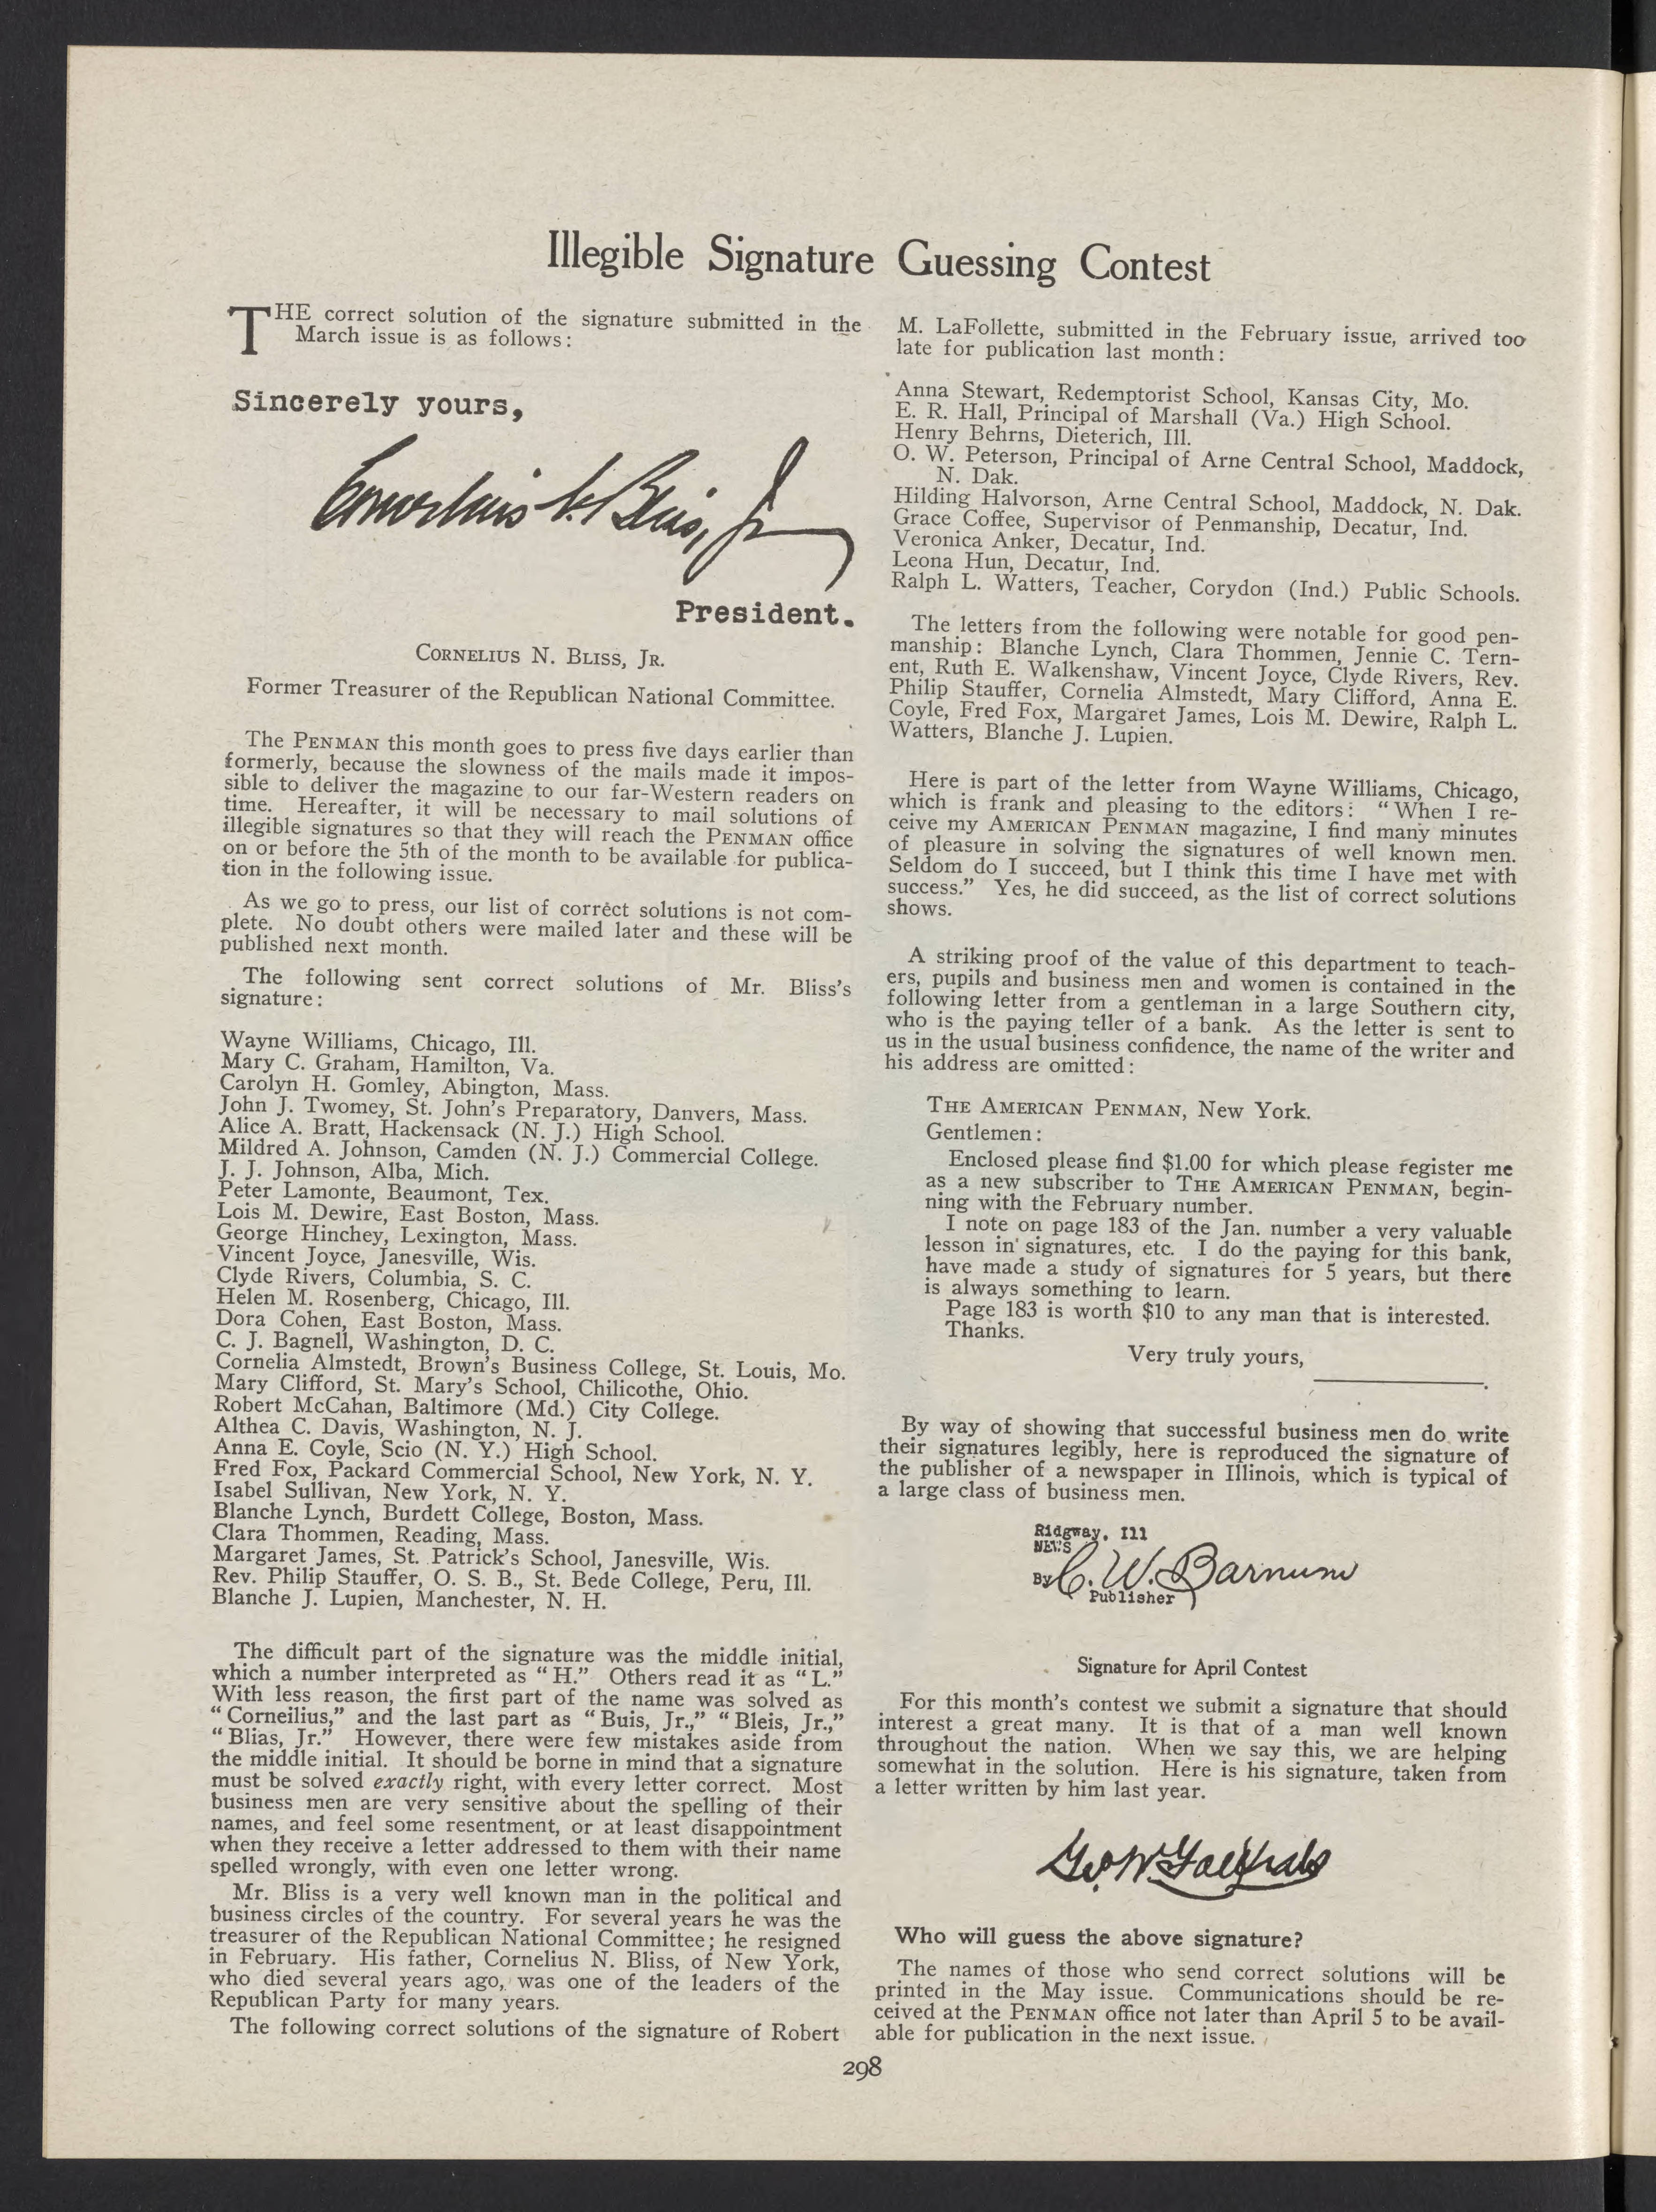 Illegible Signature Guessing Contest
THE correct solution of the signature submitted in the
March issue is as follows:
Sincerely yours,
Cornelius N. Bliss, Jr
President.
CORNELIUS N. BLISS, JR.
Former Treasurer of the Republican National Committee.
The PENMAN this month goes to press five days earlier than
formerly, because the slowness of the mails made it impos-
sible to deliver the magazine to our far-Western readers on
time. Hereafter, it will be necessary to mail solutions of
illegible signatures so that they will reach the PENMAN office
on or before the 5th of the month to be available for publica-
tion in the following issue.
As we go to press, our list of correct solutions is not com-
plete. No doubt others were mailed later and these will be
published next month.
The following sent correct solutions of Mr. Bliss's
signature:
Wayne Williams, Chicago, Ill.
Mary C. Graham, Hamilton, Va.
Carolyn H. Gomley, Abington, Mass.
John J. Twomey, St. John's Preparatory, Danvers, Mass.
Alice A. Bratt, Hackensack (N. J.) High School.
Mildred A. Johnson, Camden (N. J.) Commercial College.
J. J. Johnson, Alba, Mich.
Peter Lamonte, Beaumont, Tex.
Lois M. Dewire, East Boston, Mass.
George Hinchey, Lexington, Mass.
Vincent Joyce, Janesville, Wis.
Clyde Rivers, Columbia, S. C.
Helen M. Rosenberg, Chicago, Ill.
Dora Cohen, East Boston, Mass.
C. J. Bagnell, Washington, D. C.
Cornelia Almstedt, Brown's Business College, St. Louis, Mo.
Mary Clifford, St. Mary's School, Chilicothe, Ohio.
Robert McCahan, Baltimore (Md.) City College.
Althea C. Davis, Washington, N. J.
Anna E. Coyle, Scio (N. Y.) High School.
Fred Fox, Packard Commercial School, New York, N. Y.
Isabel Sullivan, New York, N. Y.
Blanche Lynch, Burdett College, Boston, Mass.
Clara Thommen, Reading, Mass.
Margaret James, St. Patrick's School, Janesville, Wis.
Rev. Philip Stauffer, O. S. B., St. Bede College, Peru, Ill.
Blanche J. Lupien, Manchester, N. H.
The difficult part of the signature was the middle initial,
which a number interpreted as "H." Others read it as "L."
With less reason, the first part of the name was solved as
"Corneilius," and the last part as "Buis, Jr.," "Bleis, Jr.,"
"Blias, Jr." However, there were few mistakes aside from
the middle initial. It should be borne in mind that a signature
must be solved exactly right, with every letter correct. Most
business men are very sensitive about the spelling of their
names, and feel some resentment, or at least disappointment
when they receive a letter addressed to them with their name
spelled wrongly, with even one letter wrong.
Mr. Bliss is a very well known man in the political and
business circles of the country. For several years he was the
treasurer of the Republican National Committee; he resigned
in February. His father, Cornelius N. Bliss, of New York,
who died several years ago, was one of the leaders of the
Republican Party for many years.
The following correct solutions of the signature of Robert
M. LaFollette, submitted in the February issue, arrived too
late for publication last month:
Anna Stewart, Redemptorist School, Kansas City, Mo.
E. R. Hall, Principal of Marshall (Va.) High School.
Henry Behrns, Dieterich, Ill.
O. W. Peterson, Principal of Arne Central School, Maddock,
N. Dak.
Hilding Halvorson, Arne Central School, Maddock, N. Dak.
Grace Coffee, Supervisor of Penmanship, Decatur, Ind.
Veronica Anker, Decatur, Ind.
Leona Hun, Decatur, Ind.
Ralph L. Watters, Teacher, Corydon (Ind.) Public Schools.
The letters from the following were notable for good pen-
manship: Blanche Lynch, Clara Thommen, Jennie C. Tern-
ent, Ruth E. Walkenshaw, Vincent Joyce, Clyde Rivers, Rev.
Philip Stauffer, Cornelia Almstedt, Mary Clifford, Anna E.
Coyle, Fred Fox, Margaret James, Lois M. Dewire, Ralph L.
Watters, Blanche J. Lupien.
Here is part of the letter from Wayne Williams, Chicago,
which is frank and pleasing to the editors: "When I re-
ceive my AMERICAN PENMAN magazine, I find many minutes
of pleasure in solving the signatures of well known men.
Seldom do I succeed, but I think this time I have met with
success." Yes, he did succeed, as the list of correct solutions
shows.
A striking proof of the value of this department to teach-
ers, pupils and business men and women is contained in the
following letter from a gentleman in a large Southern city,
who is the paying teller of a bank. As the letter is sent to
us in the usual business confidence, the name of the writer and
his address are omitted:
THE AMERICAN PENMAN, New York.
Gentlemen:
Enclosed please find $1.00 for which please register me
as a new subscriber to THE AMERICAN PENMAN, begin-
ning with the February number.
I note on page 183 of the Jan. number a very valuable
lesson in signatures, etc. I do the paying for this bank,
have made a study of signatures for 5 years, but there
is always something to learn.
Page 183 is worth $10 to any man that is interested.
Thanks.
Very truly yours,
By way of showing that successful business men do write
their signatures legibly, here is reproduced the signature of
the publisher of a newspaper in Illinois, which is typical of
a large class of business men.
Ridgway, Ill
NEWS
By C. W. Barnum
Publisher
Signature for April Contest
For this month's contest we submit a signature that should
interest a great many. It is that of a man well known
throughout the nation. When we say this, we are helping
somewhat in the solution. Here is his signature, taken from
a letter written by him last year.
Geo. W. Goethals
Who will guess the above signature?
The names of those who send correct solutions will be
printed in the May issue. Communications should be re-
ceived at the PENMAN office not later than April 5 to be avail-
able for publication in the next issue.
298